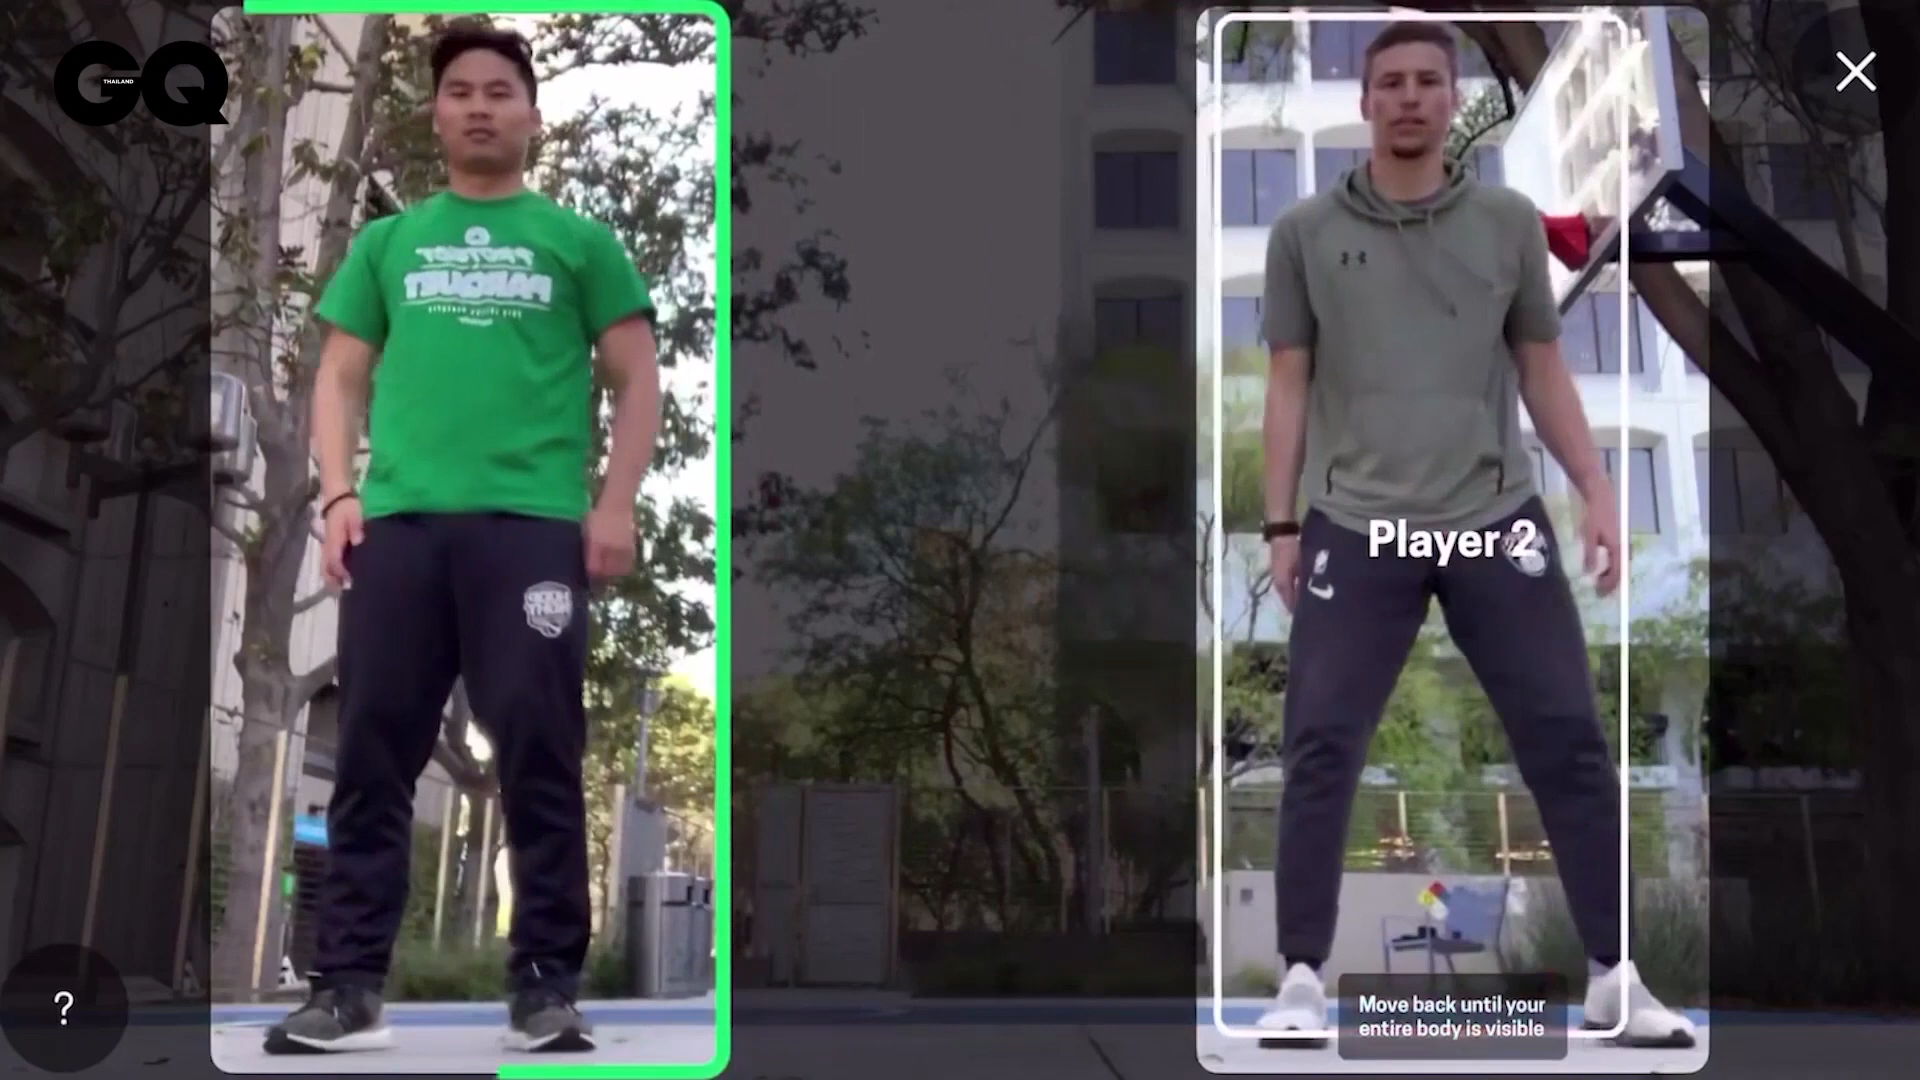 GQ
THAILAND
Player 2
Move back until your
entire body is visible
?